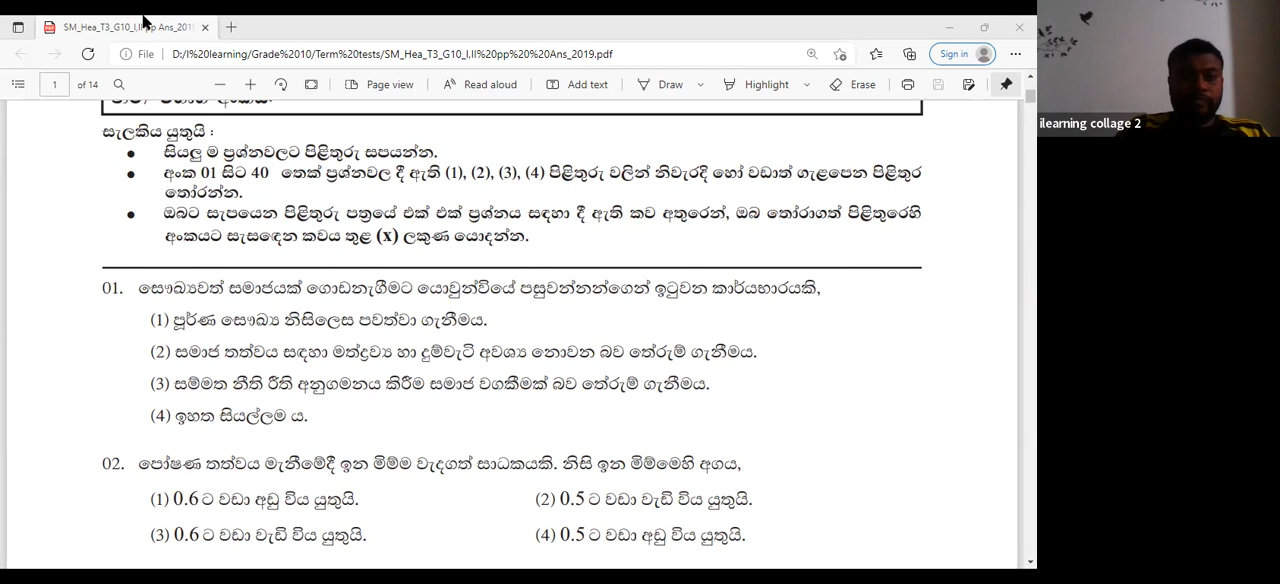 SM_Hea_T3_G10_I,II pp Ans_201
File
D:/I%20learning/Grade%2010/Term%20tests/SM_Hea_T3_G10_I.II%20pp%20%20Ans_2019.pdf
Sign in
1 of 14
Page view
Read aloud
Add text
Draw
Highlight
Erase
ilearning collage 2
සැලකිය යුතුයි :
● සියලු ම ප්‍රශ්නවලට පිළිතුරු සපයන්න.
● අංක 01 සිට 40 තෙක් ප්‍රශ්නවල දී ඇති (1), (2), (3), (4) පිළිතුරු වලින් නිවැරදි හෝ වඩාත් ගැළපෙන පිළිතුර
තෝරන්න.
● ඔබට සැපයෙන පිළිතුරු පත්‍රයේ එක් එක් ප්‍රශ්නය සඳහා දී ඇති කව අතුරෙන්, ඔබ තෝරාගත් පිළිතුරෙහි
අංකයට සැසඳෙන කවය තුළ (x) ලකුණ යොදන්න.
01. සෞඛ්‍යවත් සමාජයක් ගොඩනැගීමට යොවුන්වියේ පසුවන්නන්ගෙන් ඉටුවන කාර්යභාරයකි,
(1) පූර්ණ සෞඛ්‍ය නිසිලෙස පවත්වා ගැනීමය.
(2) සමාජ තත්වය සඳහා මත්ද්‍රව්‍ය හා දුම්වැටි අවශ්‍ය නොවන බව තේරුම් ගැනීමය.
(3) සම්මත නීති රීති අනුගමනය කිරීම සමාජ වගකීමක් බව තේරුම් ගැනීමය.
(4) ඉහත සියල්ලම ය.
02. පෝෂණ තත්වය මැනීමේදී ඉන මිම්ම වැදගත් සාධකයකි. නිසි ඉන මිම්මෙහි අගය,
(1) 0.6 ට වඩා අඩු විය යුතුයි. (2) 0.5 ට වඩා වැඩි විය යුතුයි.
(3) 0.6 ට වඩා වැඩි විය යුතුයි. (4) 0.5 ට වඩා අඩු විය යුතුයි.